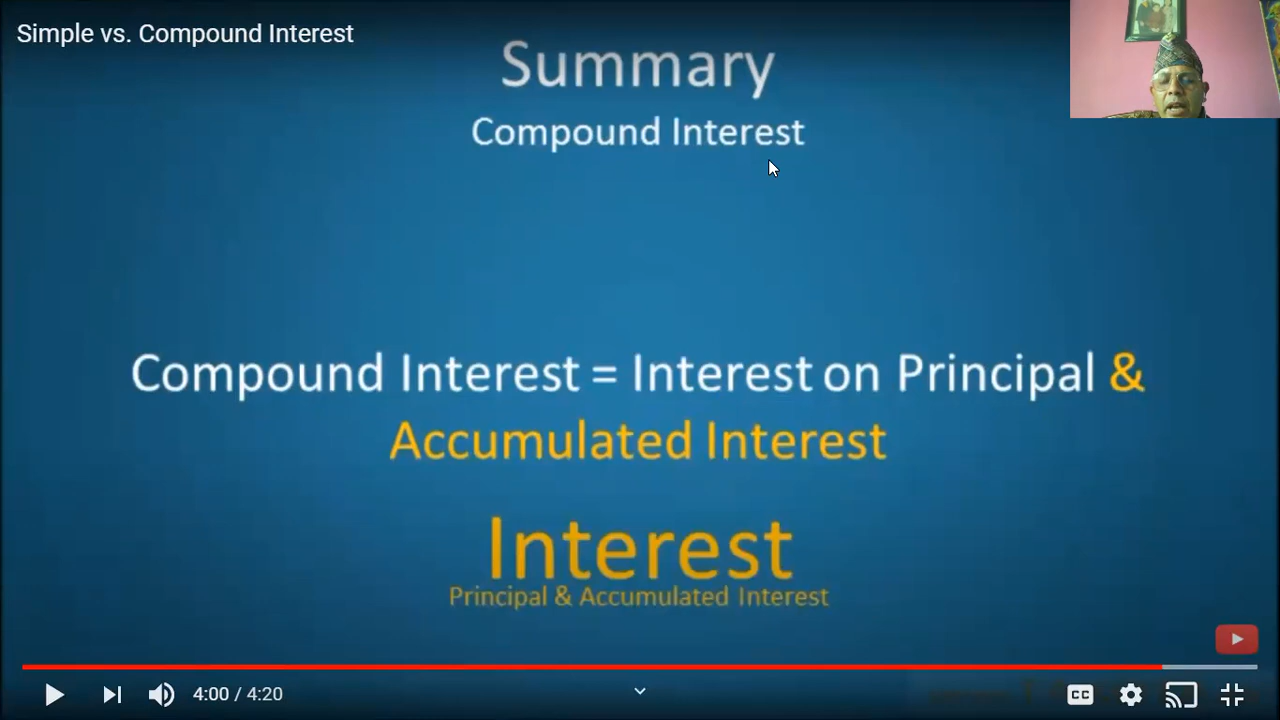 Simple vs. Compound Interest
Summary
Compound Interest
Compound Interest = Interest on Principal &
Accumulated Interest
Interest
Principal & Accumulated Interest
4:00 / 4:20
CC